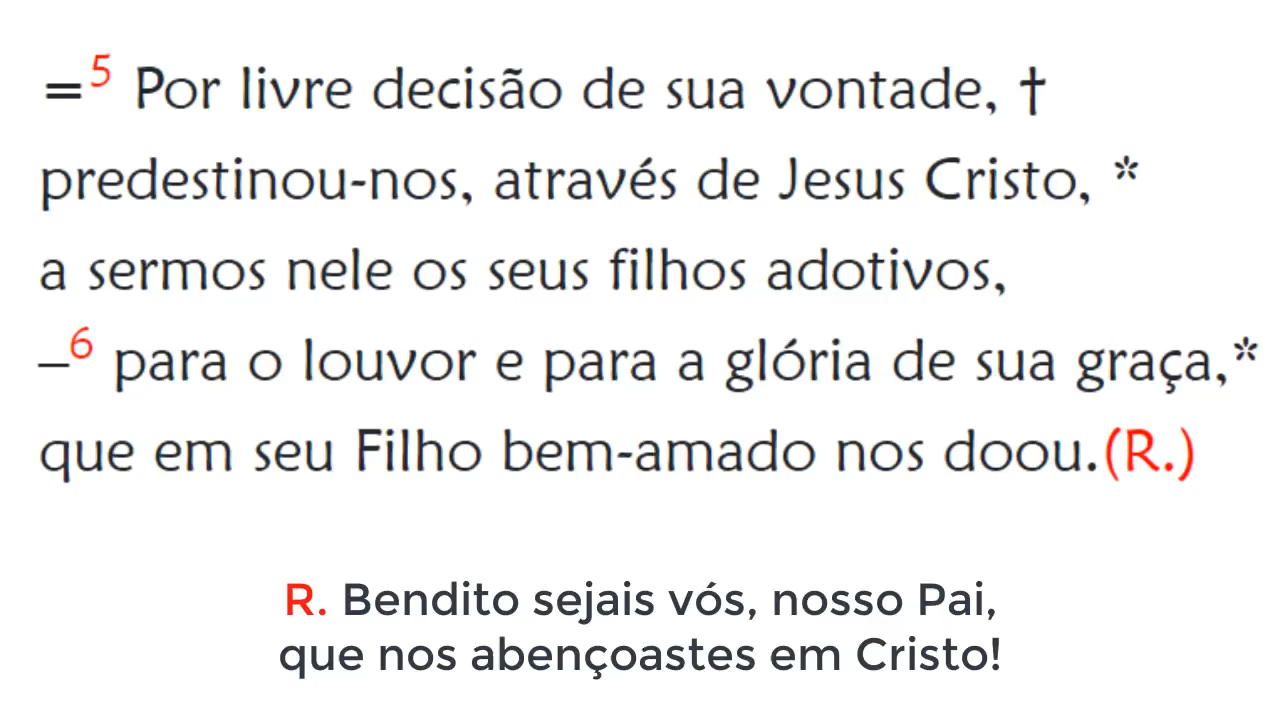 =5 Por livre decisão de sua vontade, †
predestinou-nos, através de Jesus Cristo, *
a sermos nele os seus filhos adotivos,
–6 para o louvor e para a glória de sua graça,*
que em seu Filho bem-amado nos doou.(R.)
R. Bendito sejais vós, nosso Pai,
que nos abençoastes em Cristo!